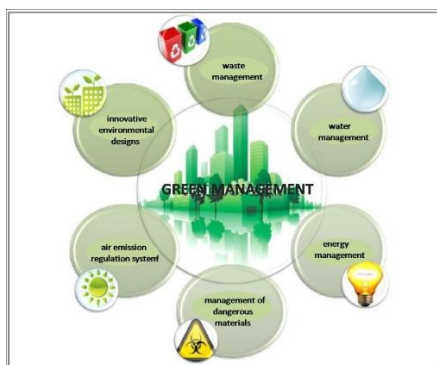 waste
management
innovative
environmental
designs
water
management
GREEN MANAGEMENT
air emission
regulation system
energy
management
management of
dangerous
materials